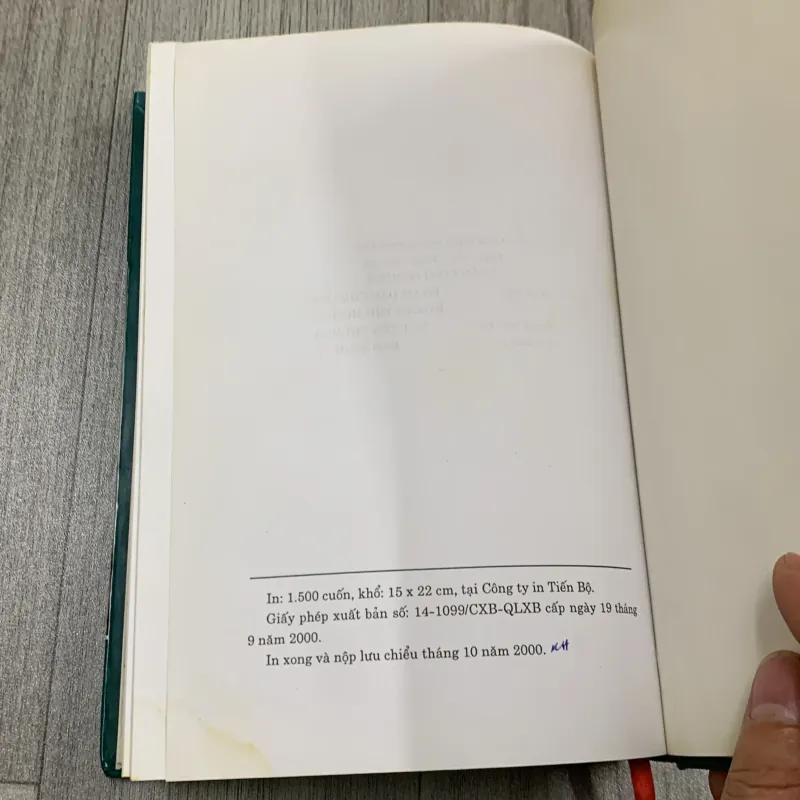 In: 1.500 cuốn, khổ: 15 x 22 cm, tại Công ty in Tiến Bộ.
Giấy phép xuất bản số: 14-1099/CXB-QLXB cấp ngày 19 tháng
9 năm 2000.
In xong và nộp lưu chiểu tháng 10 năm 2000.